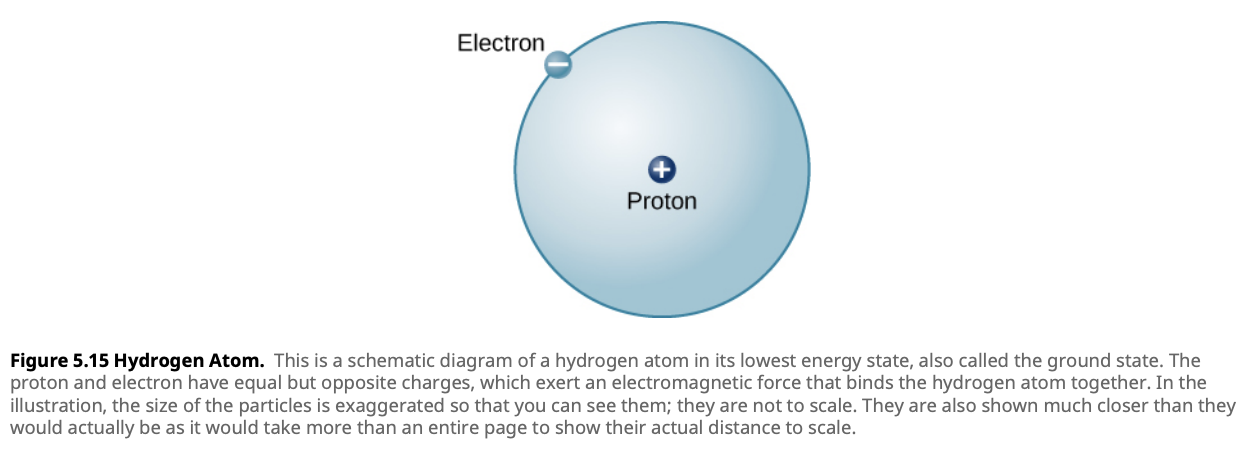 Electron
−
+
Proton
Figure 5.15 Hydrogen Atom. This is a schematic diagram of a hydrogen atom in its lowest energy state, also called the ground state. The
proton and electron have equal but opposite charges, which exert an electromagnetic force that binds the hydrogen atom together. In the
illustration, the size of the particles is exaggerated so that you can see them; they are not to scale. They are also shown much closer than they
would actually be as it would take more than an entire page to show their actual distance to scale.